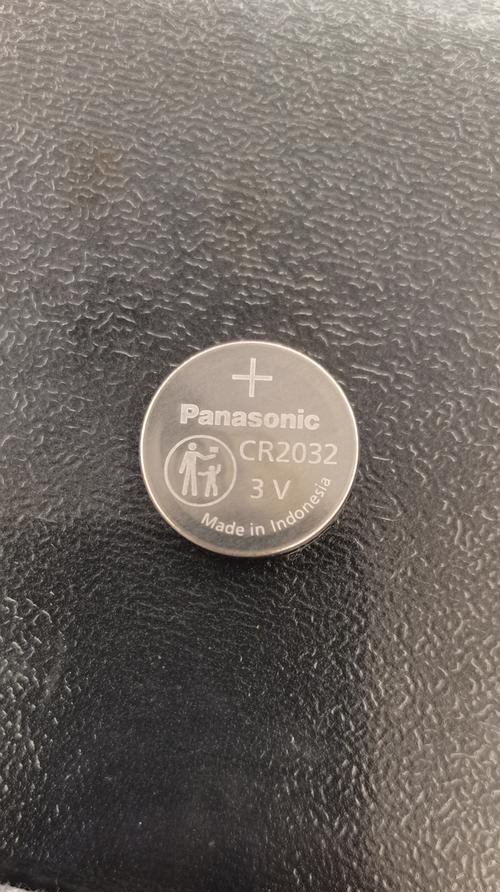 +
Panasonic
CR2032
3 V
Made in Indonesia